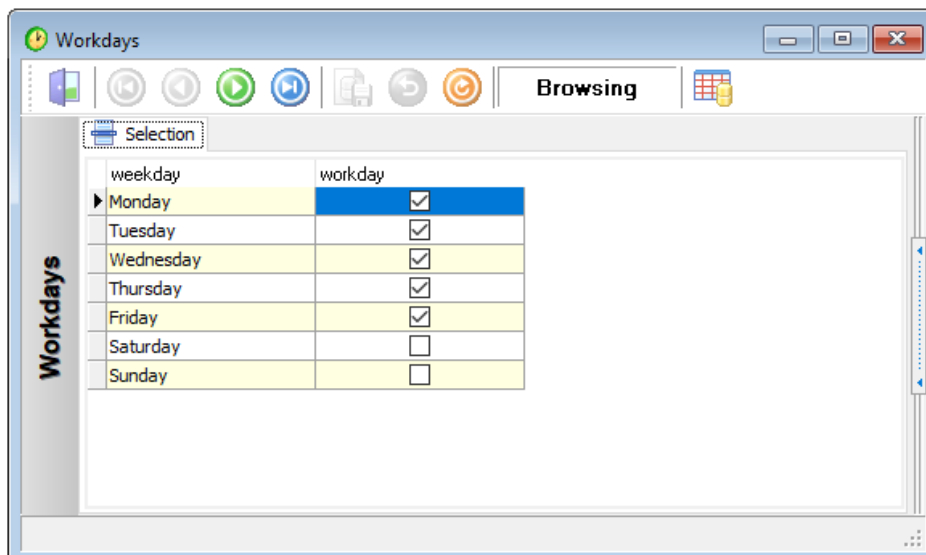 Workdays
Browsing
Selection
Workdays
weekday workday
Monday
Tuesday
Wednesday
Thursday
Friday
Saturday
Sunday